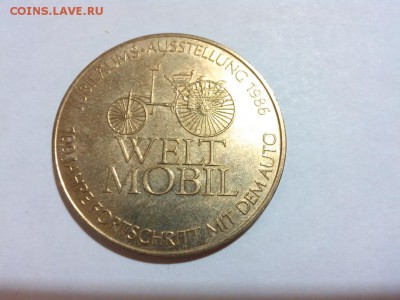 COINS.LAVE.RU
JUBILÄUMS-AUSSTELLUNG 1986
WELT
MOBIL
100 JAHRE FORTSCHRITT MIT DEM AUTO